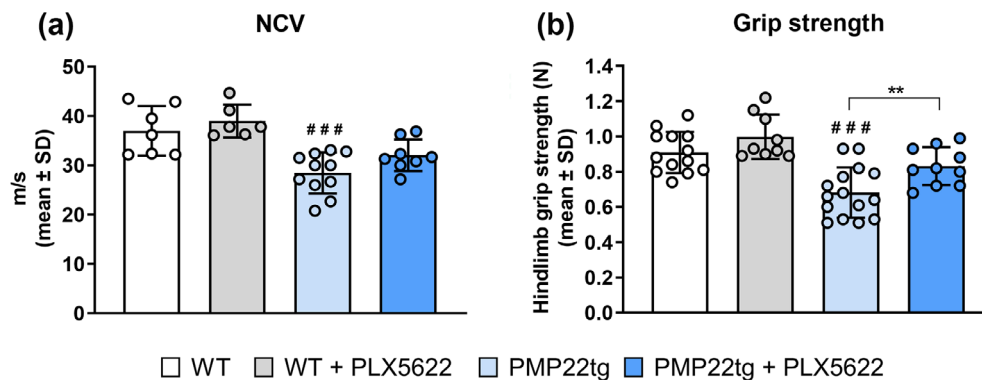 (a) NCV
m/s
(mean ± SD)
50
40
30
20
10
0
# # #
(b) Grip strength
Hindlimb grip strength (N)
(mean ± SD)
1.4
1.2
1.0
0.8
0.6
0.4
0.2
0.0
# # #
**
WT WT + PLX5622 PMP22tg PMP22tg + PLX5622